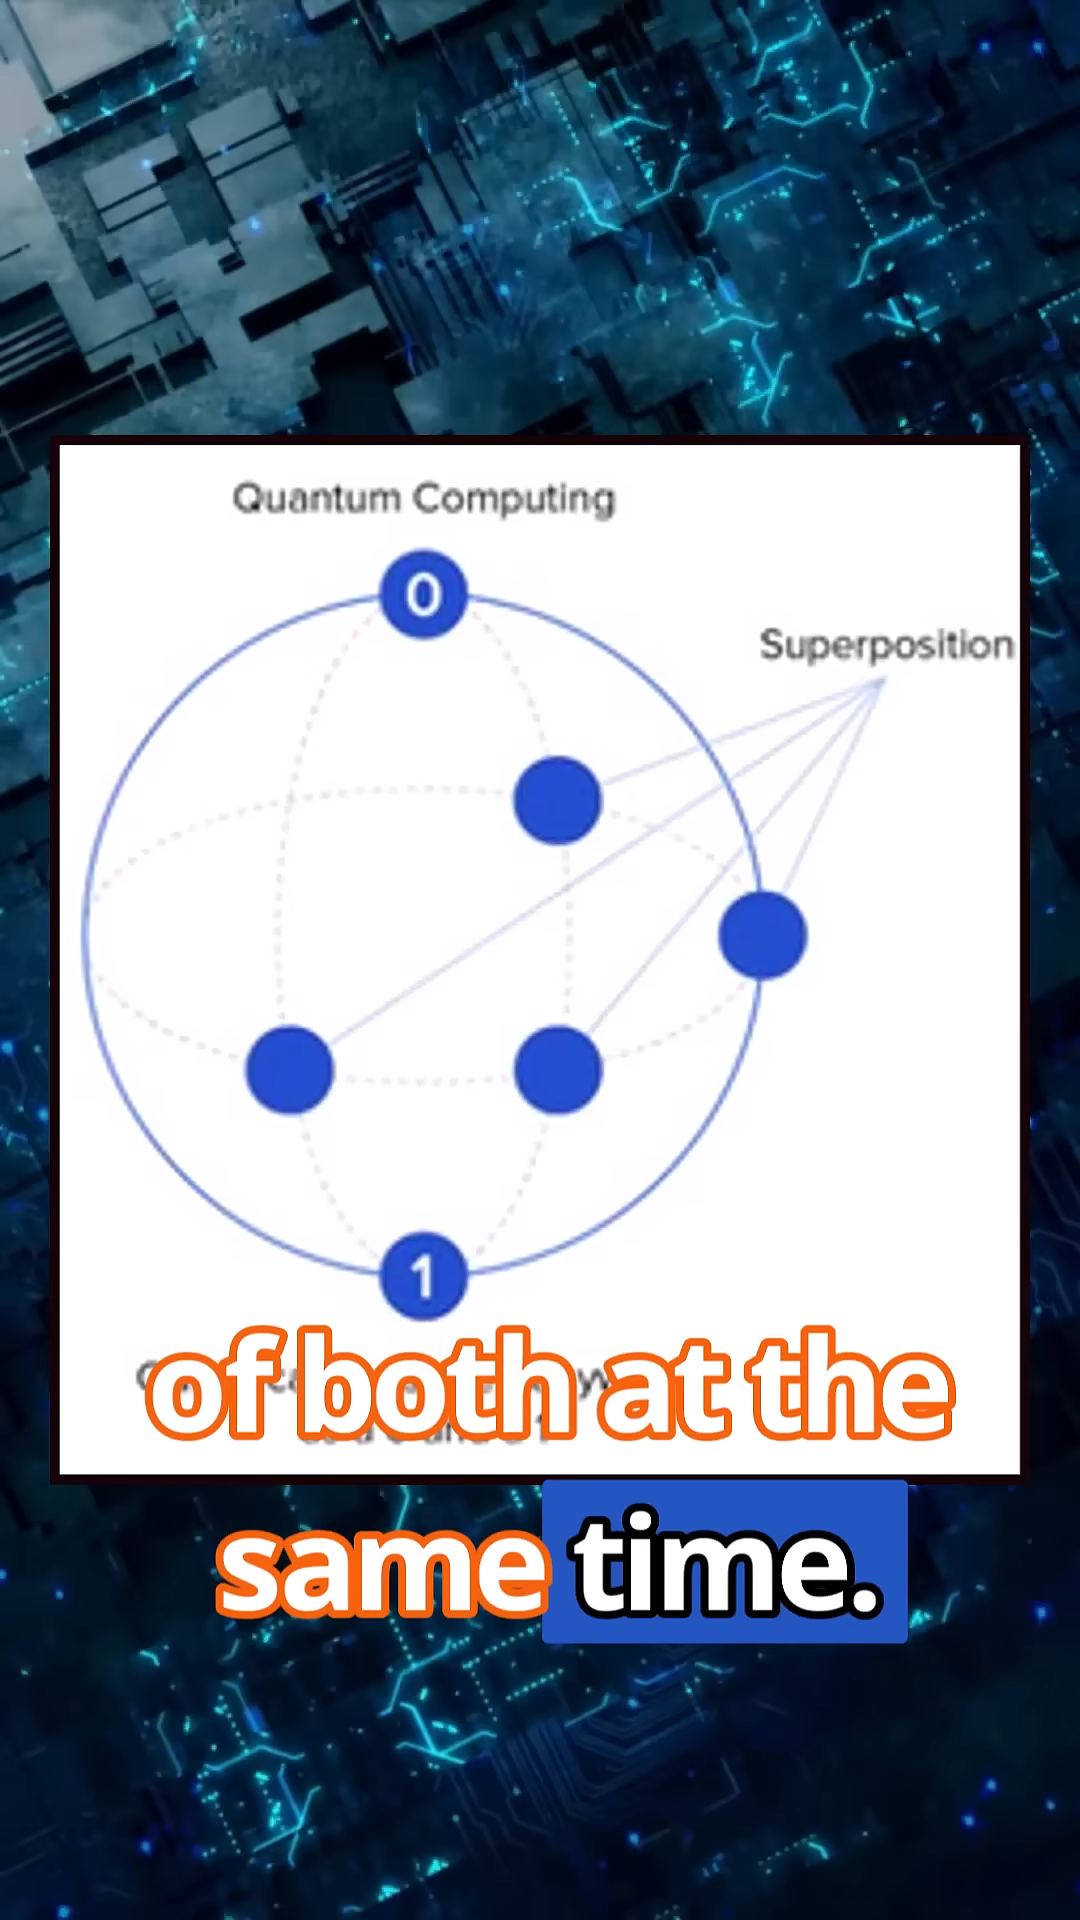 Quantum Computing
0
Superposition
1
of both at the
same time.